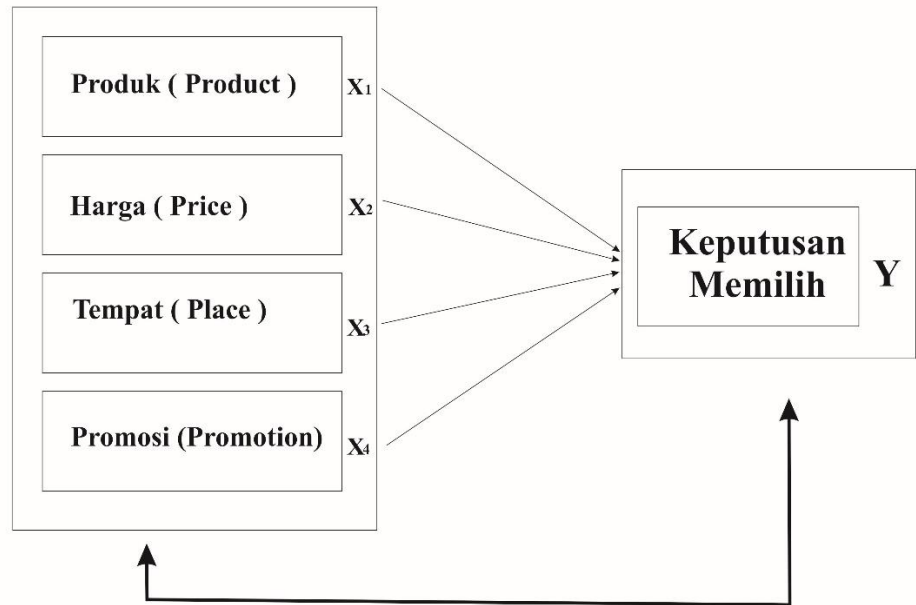 Produk ( Product ) X1
Harga ( Price ) X2
Tempat ( Place ) X3
Promosi (Promotion) X4
Keputusan
Memilih
Y